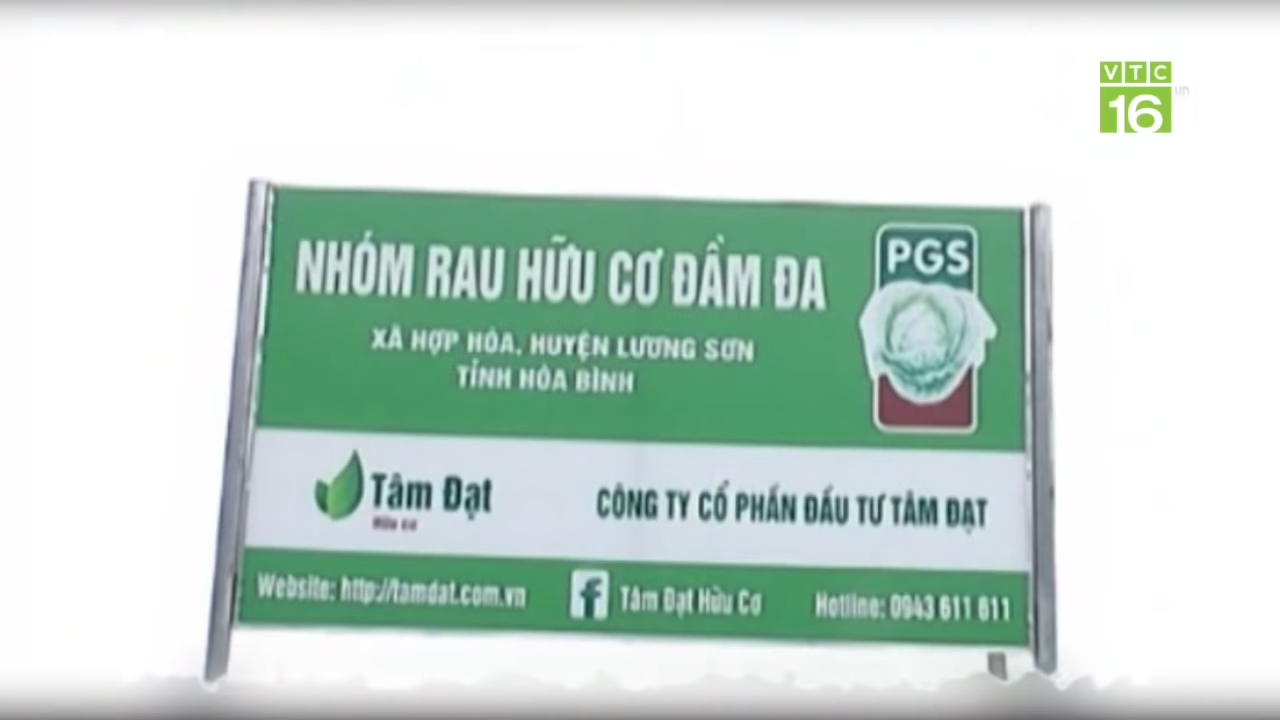 VTC
16
NHÓM RAU HỮU CƠ ĐẦM ĐA
PGS
XÃ HỢP HÒA, HUYỆN LƯƠNG SƠN
TỈNH HÒA BÌNH
Tâm Đạt
Hữu cơ
CÔNG TY CỔ PHẦN ĐẦU TƯ TÂM ĐẠT
Website: http://tamdat.com.vn
Tâm Đạt Hữu Cơ
Hotline: 0943 611 611